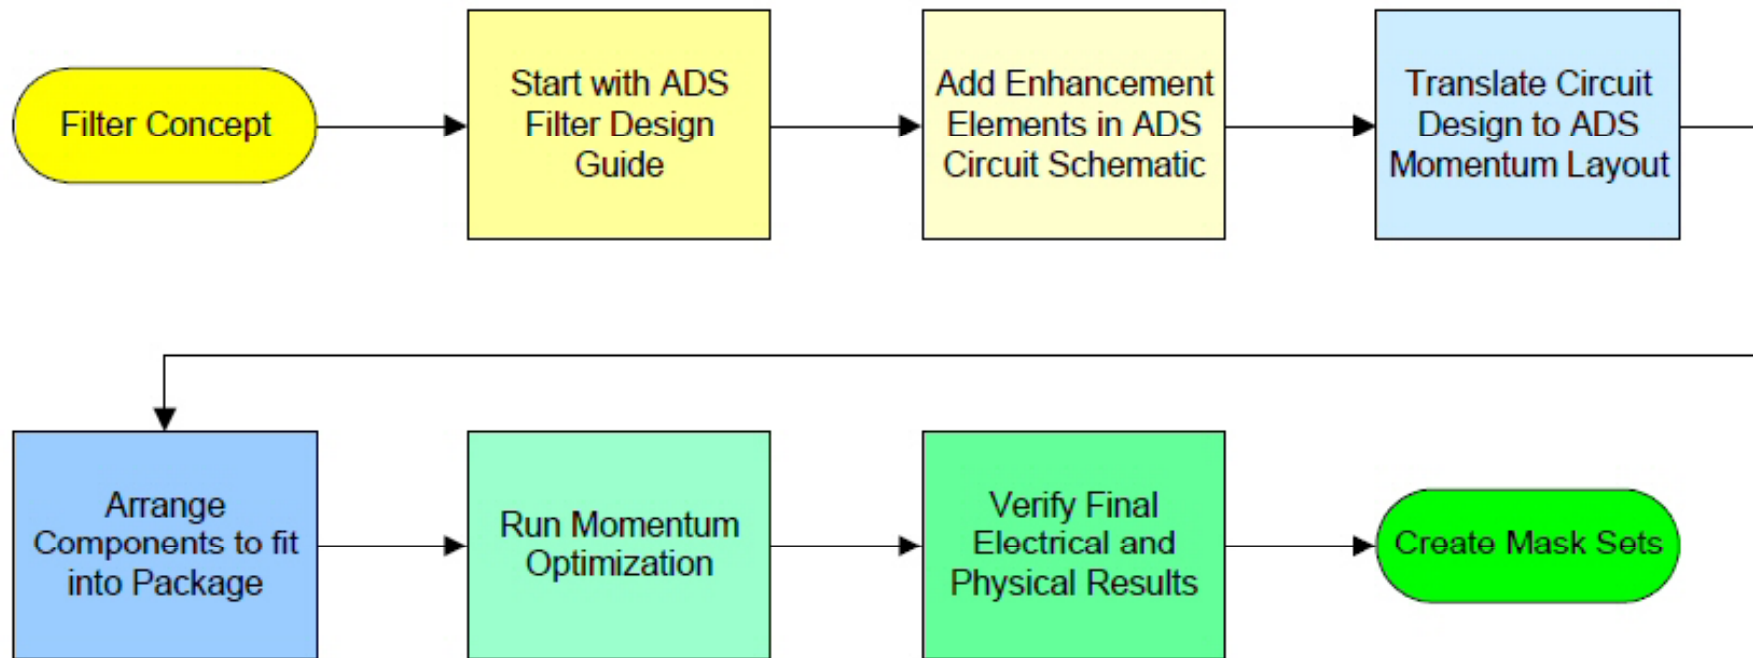 Filter Concept
Start with ADS
Filter Design
Guide
Add Enhancement
Elements in ADS
Circuit Schematic
Translate Circuit
Design to ADS
Momentum Layout
Arrange
Components to fit
into Package
Run Momentum
Optimization
Verify Final
Electrical and
Physical Results
Create Mask Sets